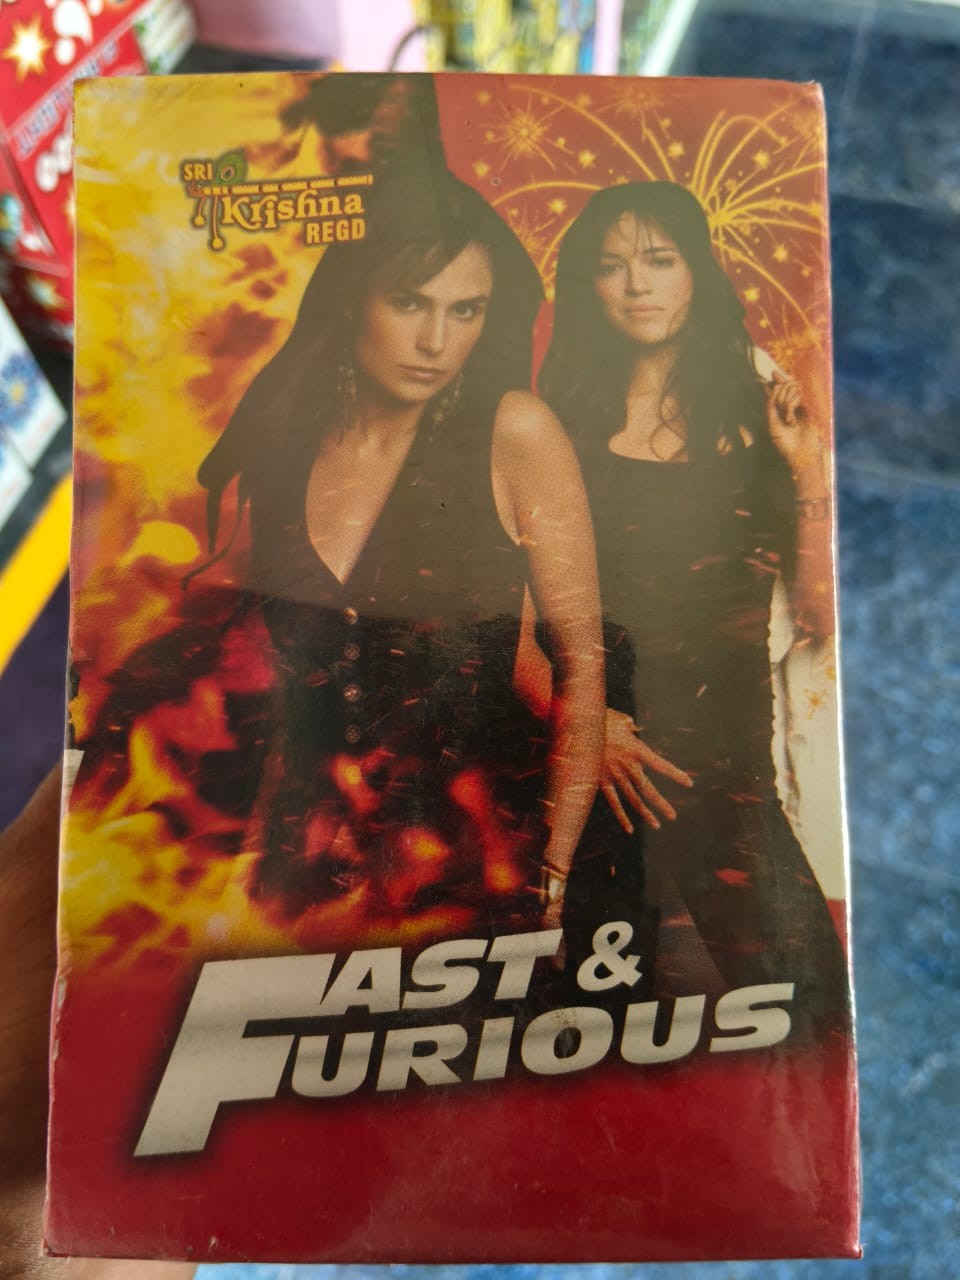 SRI
Krishna
REGD
FAST &
FURIOUS